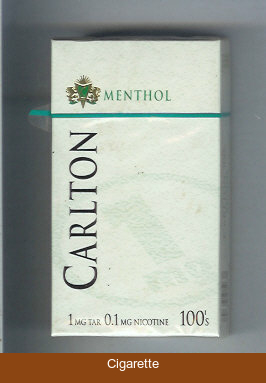 MENTHOL
CARLTON
1 MG TAR 0.1 MG NICOTINE 100's
Cigarette